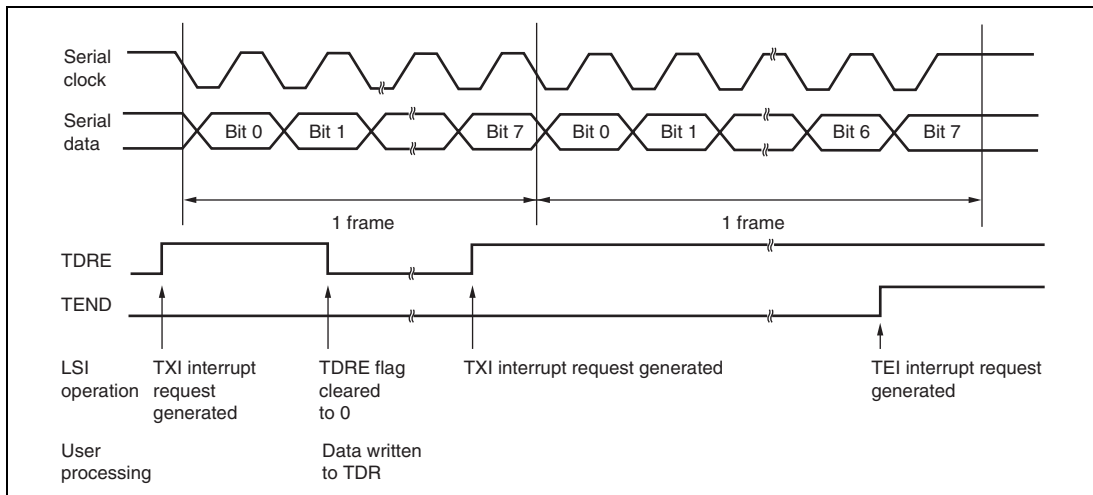 Serial
clock
Serial
data
Bit 0
Bit 1
Bit 7
Bit 0
Bit 1
Bit 6
Bit 7
1 frame
1 frame
TDRE
TEND
LSI
operation
TXI interrupt
request
generated
TDRE flag
cleared
to 0
TXI interrupt request generated
TEI interrupt request
generated
User
processing
Data written
to TDR